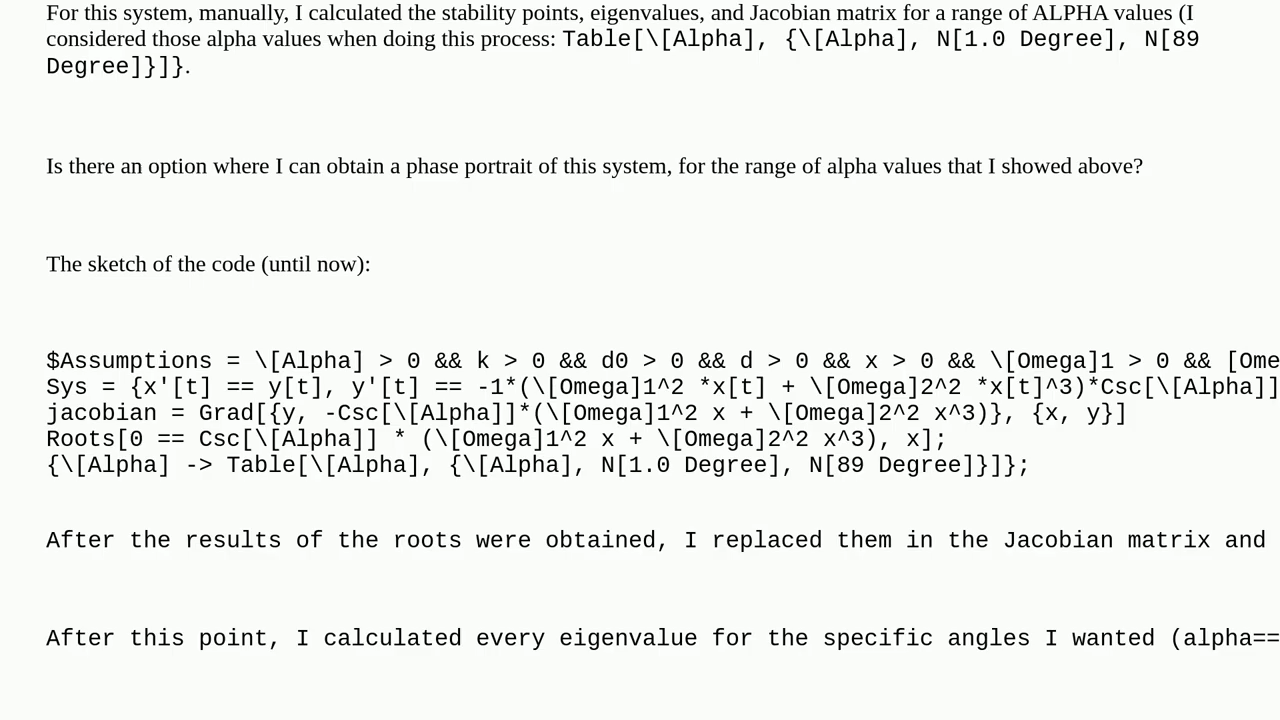 For this system, manually, I calculated the stability points, eigenvalues, and Jacobian matrix for a range of ALPHA values (I
considered those alpha values when doing this process: Table[\[Alpha], {\[Alpha], N[1.0 Degree], N[89
Degree]}]}.
Is there an option where I can obtain a phase portrait of this system, for the range of alpha values that I showed above?
The sketch of the code (until now):
$Assumptions = \[Alpha] > 0 && k > 0 && d0 > 0 && d > 0 && x > 0 && \[Omega]1 > 0 && [Ome
Sys = {x'[t] == y[t], y'[t] == -1*(\[Omega]1^2 *x[t] + \[Omega]2^2 *x[t]^3)*Csc[\[Alpha]]
jacobian = Grad[{y, -Csc[\[Alpha]]*(\[Omega]1^2 x + \[Omega]2^2 x^3)}, {x, y}]
Roots[0 == Csc[\[Alpha]] * (\[Omega]1^2 x + \[Omega]2^2 x^3), x];
{\[Alpha] -> Table[\[Alpha], {\[Alpha], N[1.0 Degree], N[89 Degree]}]};
After the results of the roots were obtained, I replaced them in the Jacobian matrix and
After this point, I calculated every eigenvalue for the specific angles I wanted (alpha==